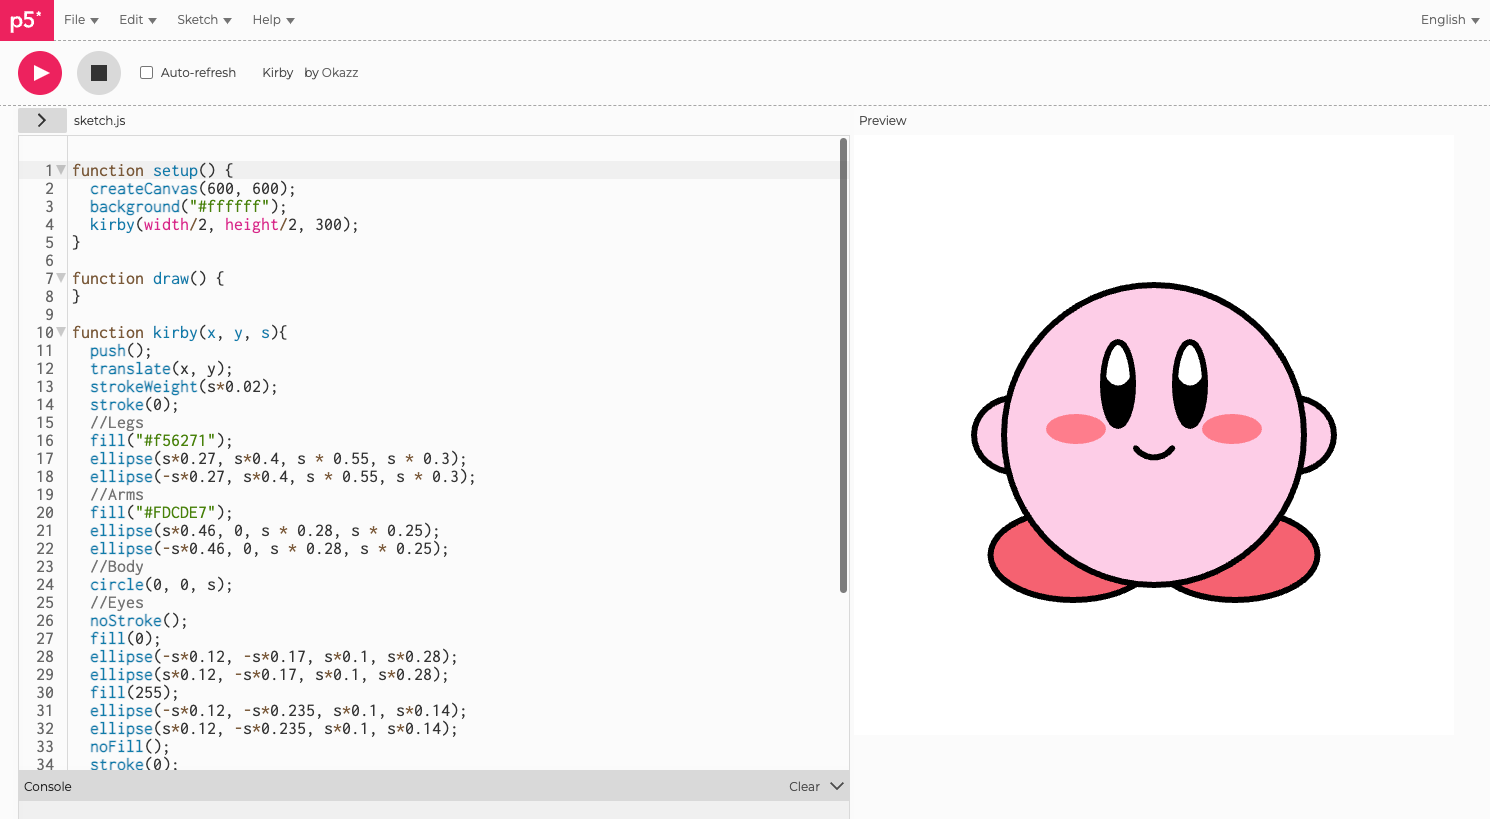 p5*
File
Edit
Sketch
Help
English
Auto-refresh
Kirby by Okazz
sketch.js
Preview
1 function setup() {
2 createCanvas(600, 600);
3 background("#ffffff");
4 kirby(width/2, height/2, 300);
5 }
6
7 function draw() {
8 }
9
10 function kirby(x, y, s){
11 push();
12 translate(x, y);
13 strokeWeight(s*0.02);
14 stroke(0);
15 //Legs
16 fill("#f56271");
17 ellipse(s*0.27, s*0.4, s * 0.55, s * 0.3);
18 ellipse(-s*0.27, s*0.4, s * 0.55, s * 0.3);
19 //Arms
20 fill("#FDCDE7");
21 ellipse(s*0.46, 0, s * 0.28, s * 0.25);
22 ellipse(-s*0.46, 0, s * 0.28, s * 0.25);
23 //Body
24 circle(0, 0, s);
25 //Eyes
26 noStroke();
27 fill(0);
28 ellipse(-s*0.12, -s*0.17, s*0.1, s*0.28);
29 ellipse(s*0.12, -s*0.17, s*0.1, s*0.28);
30 fill(255);
31 ellipse(-s*0.12, -s*0.235, s*0.1, s*0.14);
32 ellipse(s*0.12, -s*0.235, s*0.1, s*0.14);
33 noFill();
34 stroke(0);
Console
Clear